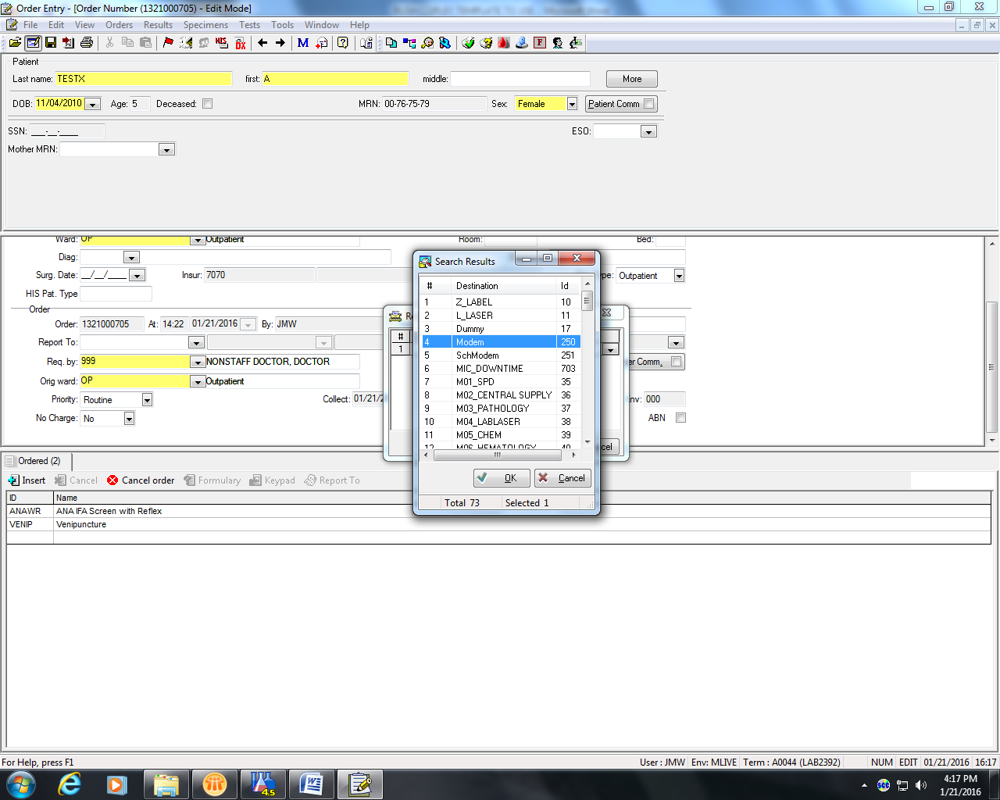 Order Entry - [Order Number (1321000705) - Edit Mode]
File Edit View Orders Results Specimens Tests Tools Window Help
HIS DX M F
Patient
Last name: TESTX first: A middle: More
DOB: 11/04/2010 Age: 5 Deceased: MRN: 00-76-75-79 Sex: Female Patient Comm
SSN: ___-__-____ ESO:
Mother MRN:
Ward: OP Outpatient Room: Bed:
Diag:
Surg. Date: __/__/____ Insur: 7070 pe: Outpatient
HIS Pat. Type
Order
Order: 1321000705 At: 14:22 01/21/2016 By: JMW
Report To:
Req. by: 999 NONSTAFF DOCTOR, DOCTOR er Comm.
Orig ward: OP Outpatient
Priority: Routine Collect: 01/21/2 nv: 000
No Charge: No ABN
Re
#
1
cel
Search Results
# Destination Id
1 Z_LABEL 10
2 L_LASER 11
3 Dummy 17
4 Modem 250
5 SchModem 251
6 MIC_DOWNTIME 703
7 M01_SPD 35
8 M02_CENTRAL SUPPLY 36
9 M03_PATHOLOGY 37
10 M04_LABLASER 38
11 M05_CHEM 39
12 M06_HEMATOLOGY 40
OK Cancel
Total 73 Selected 1
Ordered (2)
Insert Cancel Cancel order Formulary Keypad Report To
ID Name
ANAWR ANA IFA Screen with Reflex
VENIP Venipuncture
For Help, press F1 User : JMW Env: MLIVE Term : A0044 (LAB2392) NUM EDIT 01/21/2016 16:17
4.5
4:17 PM
1/21/2016